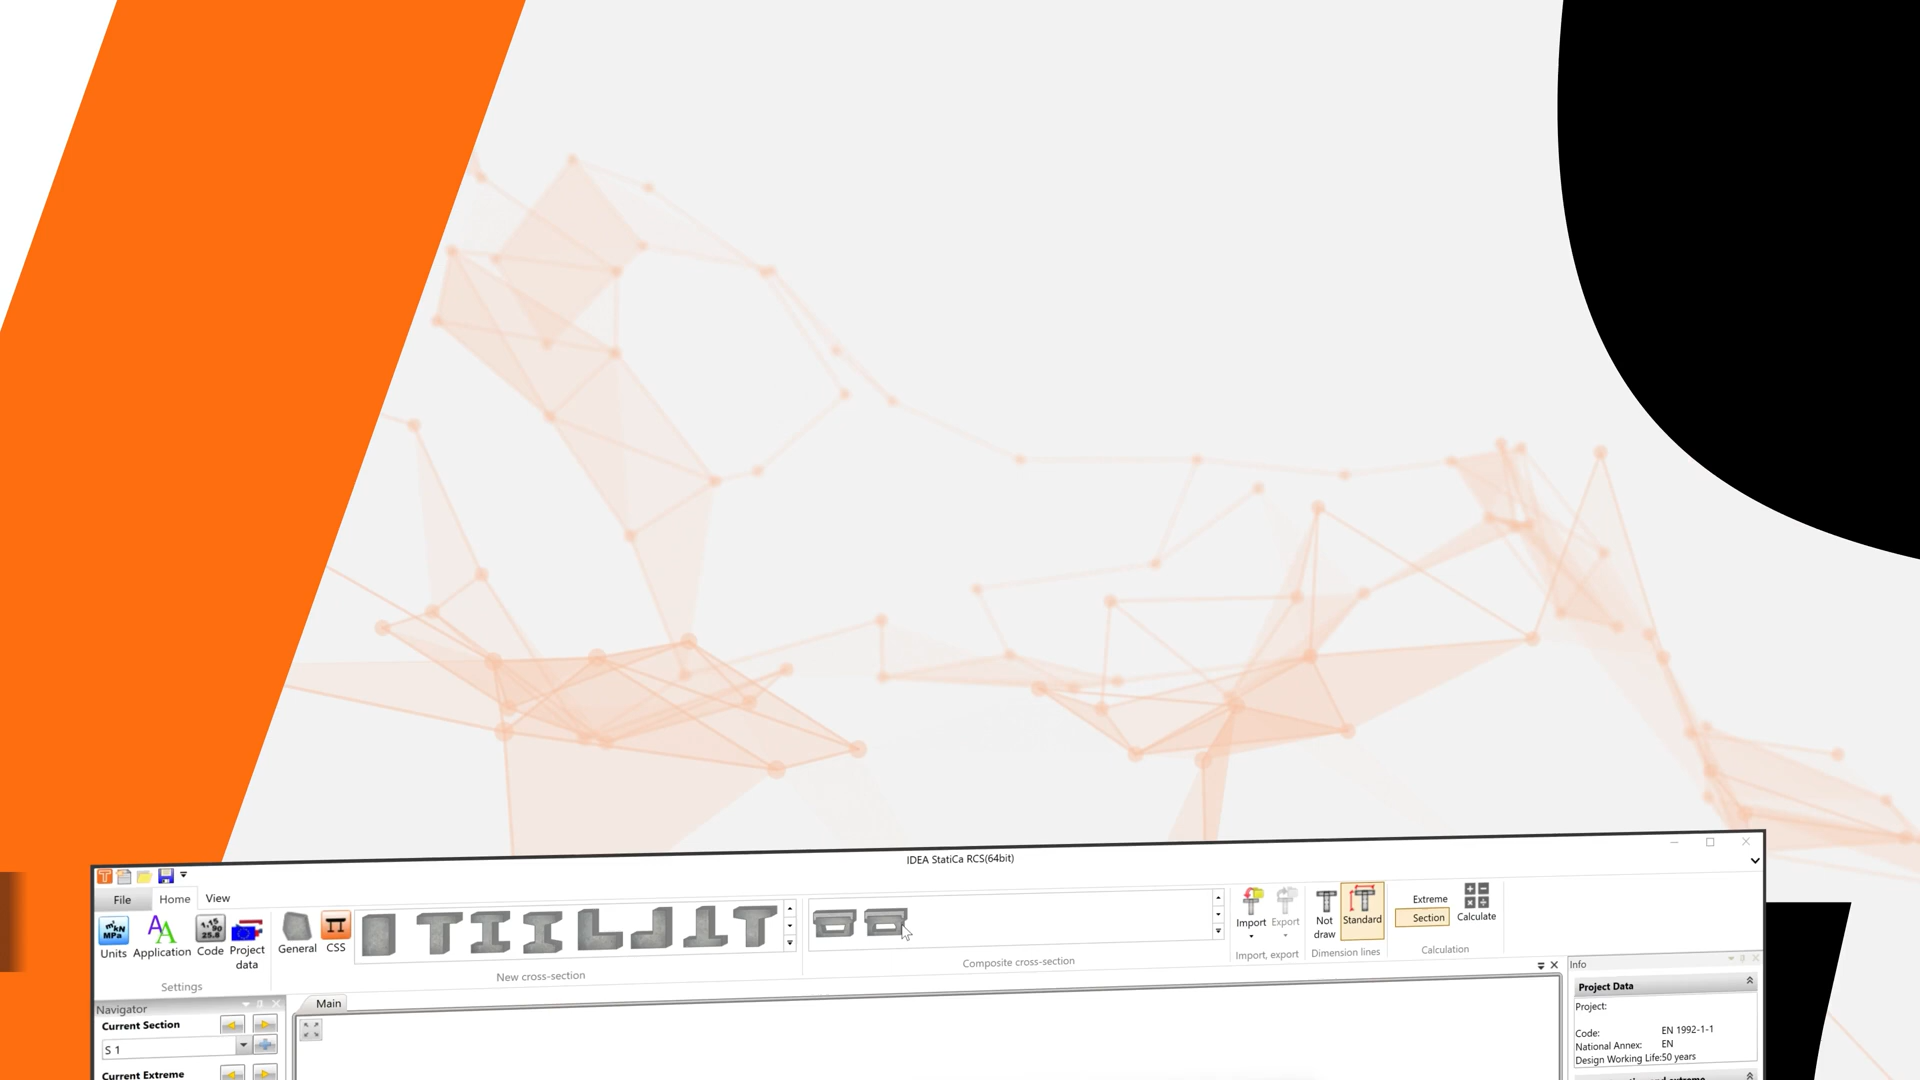 IDEA StatiCa RCS(64bit)
File Home View
Units Application Code Project data
Settings
General CSS
New cross-section
Composite cross-section
Import Export
Import, export
Not draw Standard
Dimension lines
Extreme
Section
Calculate
Calculation
Navigator
Current Section
S 1
Current Extreme
Main
Info
Project Data
Project:
Code: EN 1992-1-1
National Annex: EN
Design Working Life:50 years